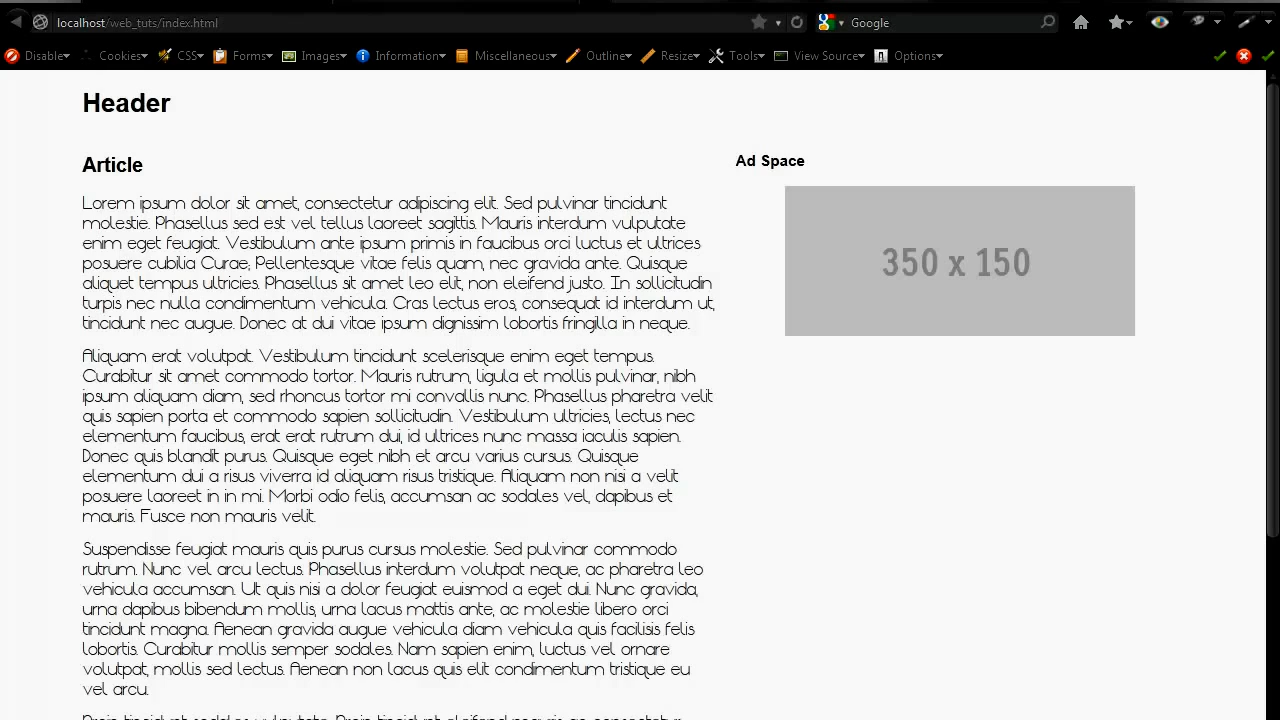 localhost/web_tuts/index.html
Google
Disable Cookies CSS Forms Images Information Miscellaneous Outline Resize Tools View Source Options
Header
Article
Lorem ipsum dolor sit amet, consectetur adipiscing elit. Sed pulvinar tincidunt
molestie. Phasellus sed est vel tellus laoreet sagittis. Mauris interdum vulputate
enim eget feugiat. Vestibulum ante ipsum primis in faucibus orci luctus et ultrices
posuere cubilia Curae; Pellentesque vitae felis quam, nec gravida ante. Quisque
aliquet tempus ultricies. Phasellus sit amet leo elit, non eleifend justo. In sollicitudin
turpis nec nulla condimentum vehicula. Cras lectus eros, consequat id interdum ut,
tincidunt nec augue. Donec at dui vitae ipsum dignissim lobortis fringilla in neque.
Aliquam erat volutpat. Vestibulum tincidunt scelerisque enim eget tempus.
Curabitur sit amet commodo tortor. Mauris rutrum, ligula et mollis pulvinar, nibh
ipsum aliquam diam, sed rhoncus tortor mi convallis nunc. Phasellus pharetra velit
quis sapien porta et commodo sapien sollicitudin. Vestibulum ultricies, lectus nec
elementum faucibus, erat erat rutrum dui, id ultrices nunc massa iaculis sapien.
Donec quis blandit purus. Quisque eget nibh et arcu varius cursus. Quisque
elementum dui a risus viverra id aliquam risus tristique. Aliquam non nisi a velit
posuere laoreet in in mi. Morbi odio felis, accumsan ac sodales vel, dapibus et
mauris. Fusce non mauris velit.
Suspendisse feugiat mauris quis purus cursus molestie. Sed pulvinar commodo
rutrum. Nunc vel arcu lectus. Phasellus interdum volutpat neque, ac pharetra leo
vehicula accumsan. Ut quis nisi a dolor feugiat euismod a eget dui. Nunc gravida,
urna dapibus bibendum mollis, urna lacus mattis ante, ac molestie libero orci
tincidunt magna. Aenean gravida augue vehicula diam vehicula quis facilisis felis
lobortis. Curabitur mollis semper sodales. Nam sapien enim, luctus vel ornare
volutpat, mollis sed lectus. Aenean non lacus quis elit condimentum tristique eu
vel arcu.
Proin tincidunt sodales vulputate. Proin tincidunt eleifend mauris ac consectetur.
Ad Space
350 x 150